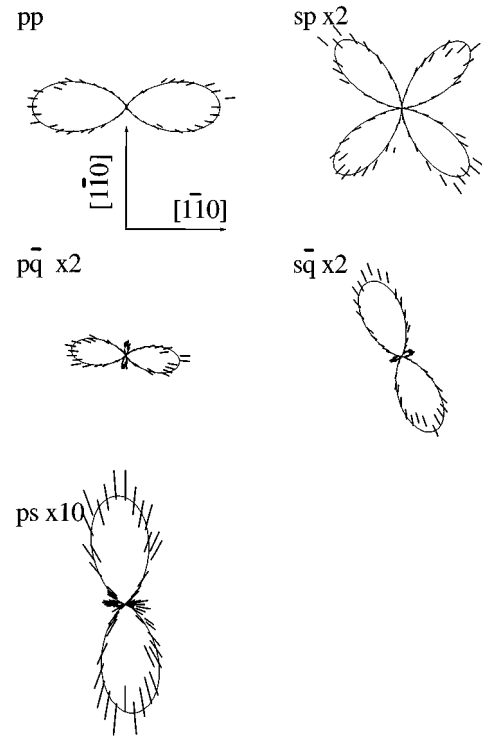 pp
sp x2
[1̄10]
[11̄0]
pq̄ x2
sq̄ x2
ps x10